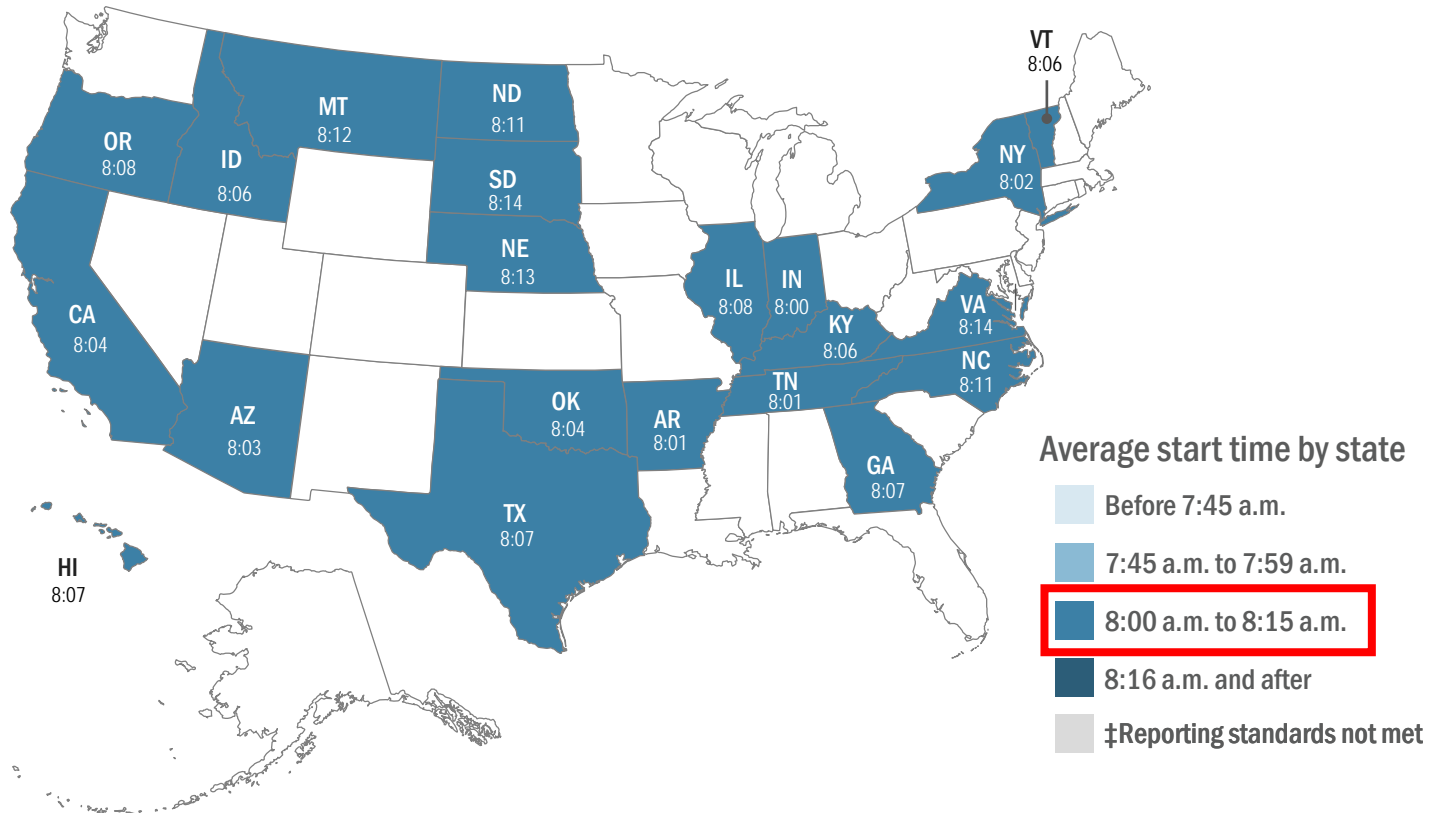 VT
8:06
MT
8:12
ND
8:11
OR
8:08
ID
8:06
NY
8:02
SD
8:14
NE
8:13
IL
8:08
IN
8:00
CA
8:04
KY
8:06
VA
8:14
NC
8:11
TN
8:01
AZ
8:03
OK
8:04
AR
8:01
GA
8:07
TX
8:07
HI
8:07
Average start time by state
Before 7:45 a.m.
7:45 a.m. to 7:59 a.m.
8:00 a.m. to 8:15 a.m.
8:16 a.m. and after
‡Reporting standards not met